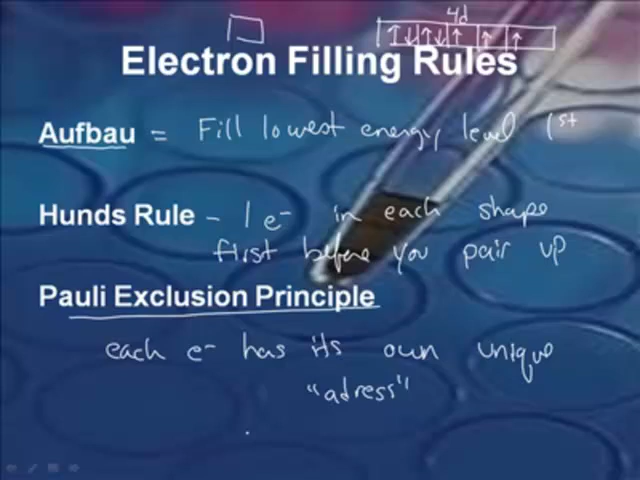 4d
Electron Filling Rules
Aufbau = Fill lowest energy level 1st
Hunds Rule - 1 e- in each shape
first before you pair up
Pauli Exclusion Principle
each e- has its own unique
"adress"